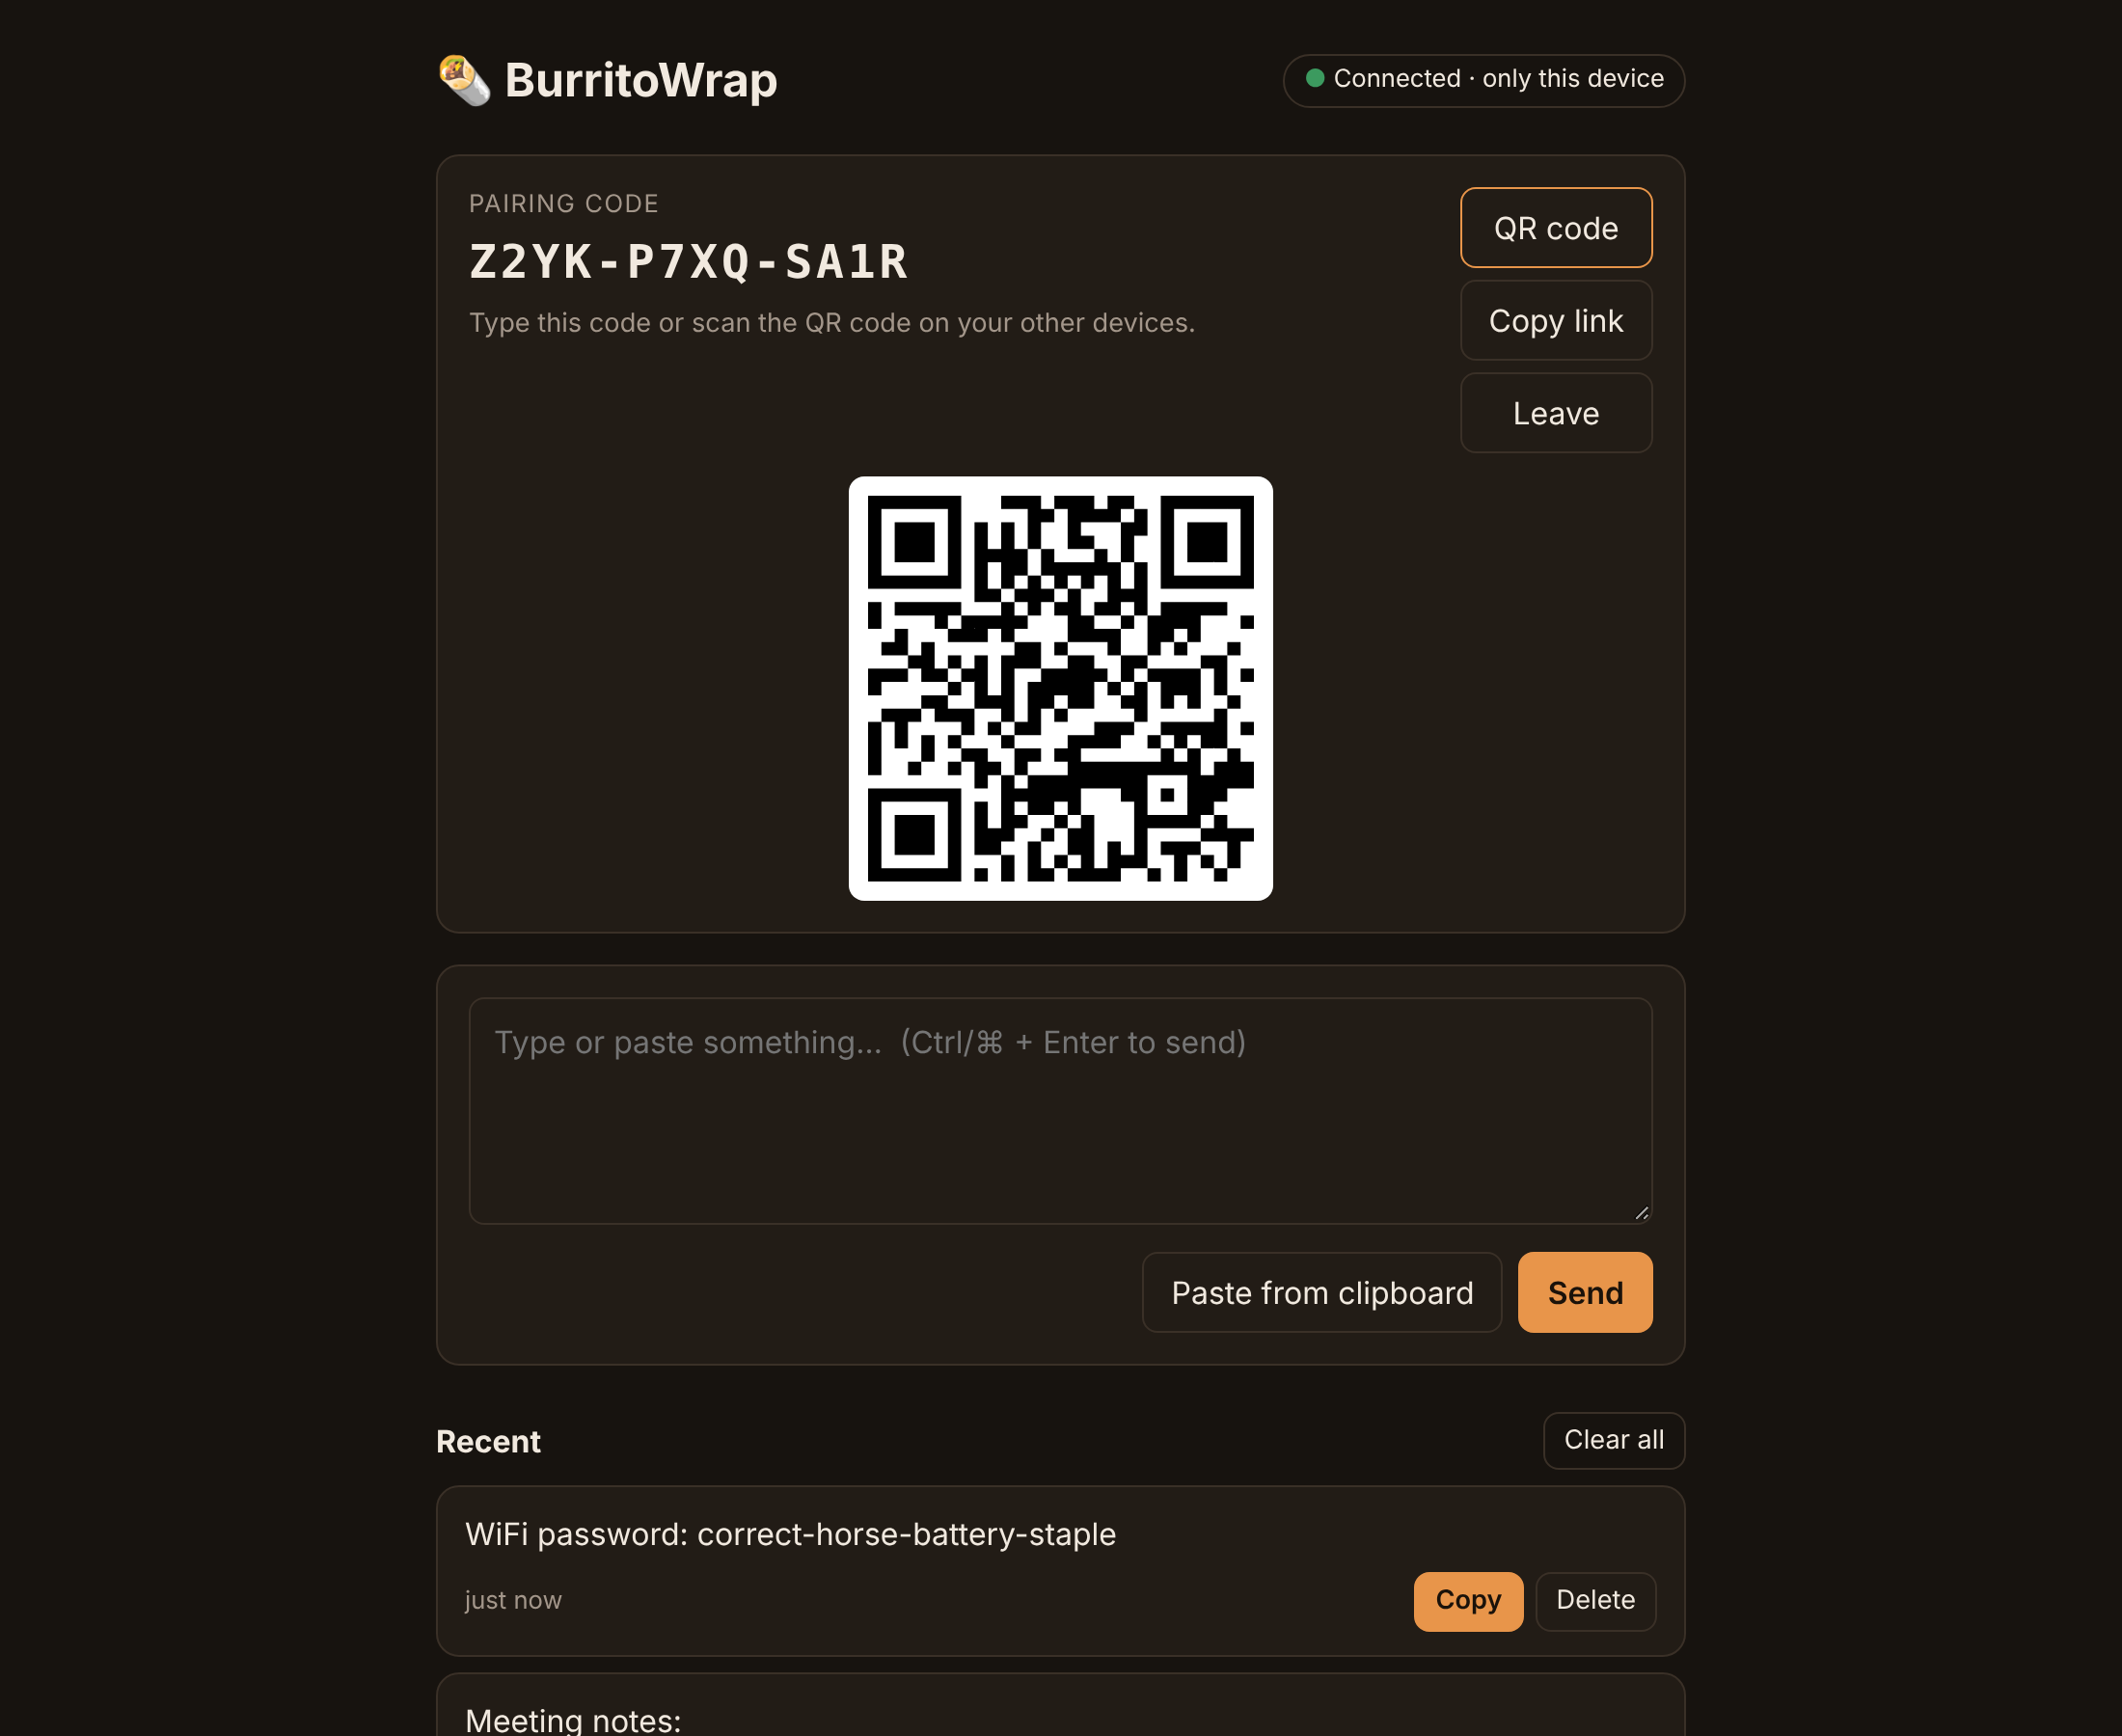 BurritoWrap
Connected · only this device
PAIRING CODE
Z2YK-P7XQ-SA1R
Type this code or scan the QR code on your other devices.
QR code
Copy link
Leave
Type or paste something... (Ctrl/⌘ + Enter to send)
Paste from clipboard
Send
Recent
Clear all
WiFi password: correct-horse-battery-staple
just now
Copy
Delete
Meeting notes: